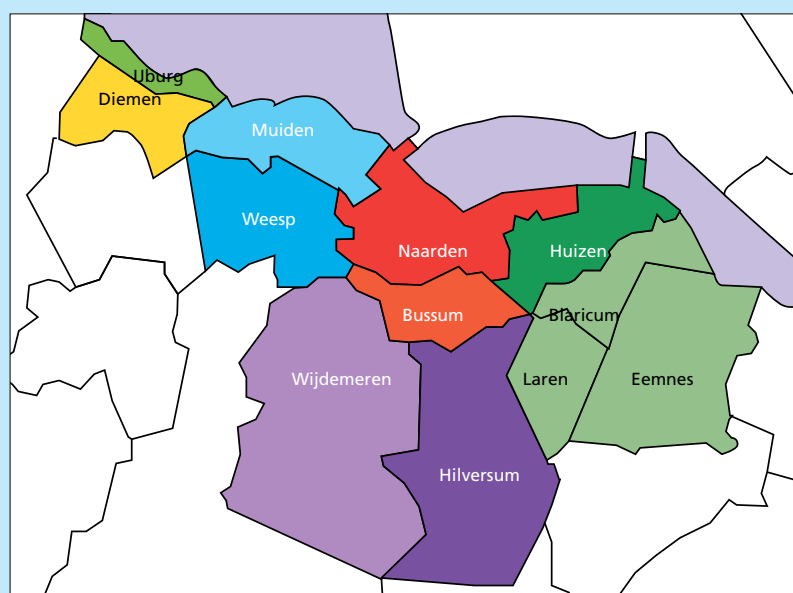 IJburg
Diemen
Muiden
Weesp
Naarden
Huizen
Bussum
Blaricum
Wijdemeren
Laren
Eemnes
Hilversum